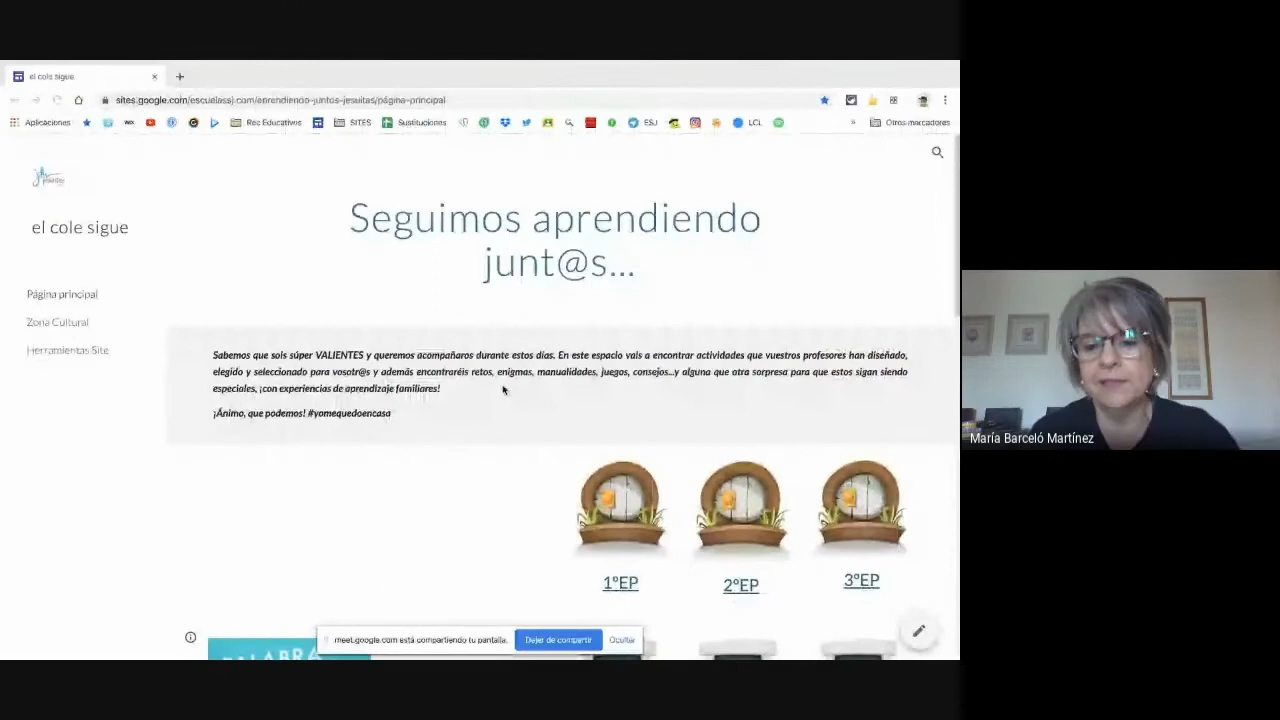 el cole sigue
sites.google.com/escuelassj.com/aprendiendo-juntos-jesuitas/página-principal
Aplicaciones
Rec Educativos
SITES
Sustituciones
ESJ
LCL
»
Otros marcadores
el cole sigue
Página principal
Zona Cultural
Herramientas Site
Seguimos aprendiendo
junt@s...
Sabemos que sois súper VALIENTES y queremos acompañaros durante estos días. En este espacio vais a encontrar actividades que vuestros profesores han diseñado,
elegido y seleccionado para vosotr@s y además encontraréis retos, enigmas, manualidades, juegos, consejos...y alguna que otra sorpresa para que estos sigan siendo
especiales, ¡con experiencias de aprendizaje familiares!
¡Ánimo, que podemos! #yomequedoencasa
1ºEP
2ºEP
3ºEP
meet.google.com está compartiendo tu pantalla.
Dejar de compartir
Ocultar
María Barceló Martínez